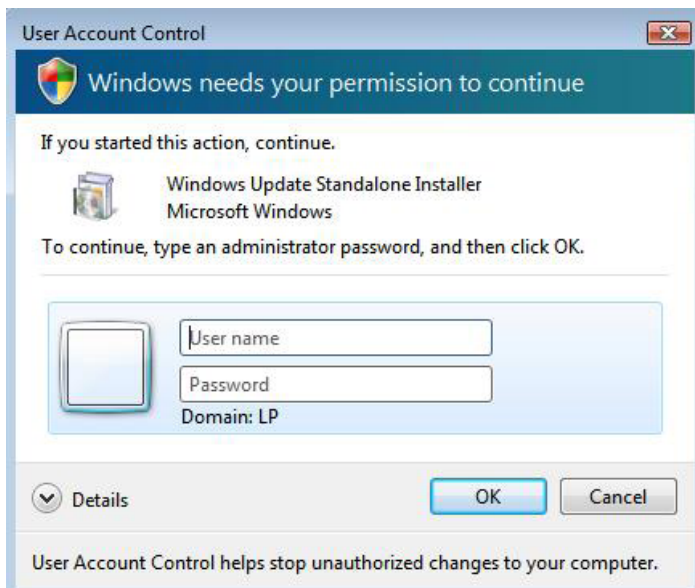 User Account Control
Windows needs your permission to continue
If you started this action, continue.
Windows Update Standalone Installer
Microsoft Windows
To continue, type an administrator password, and then click OK.
User name
Password
Domain: LP
Details
OK
Cancel
User Account Control helps stop unauthorized changes to your computer.